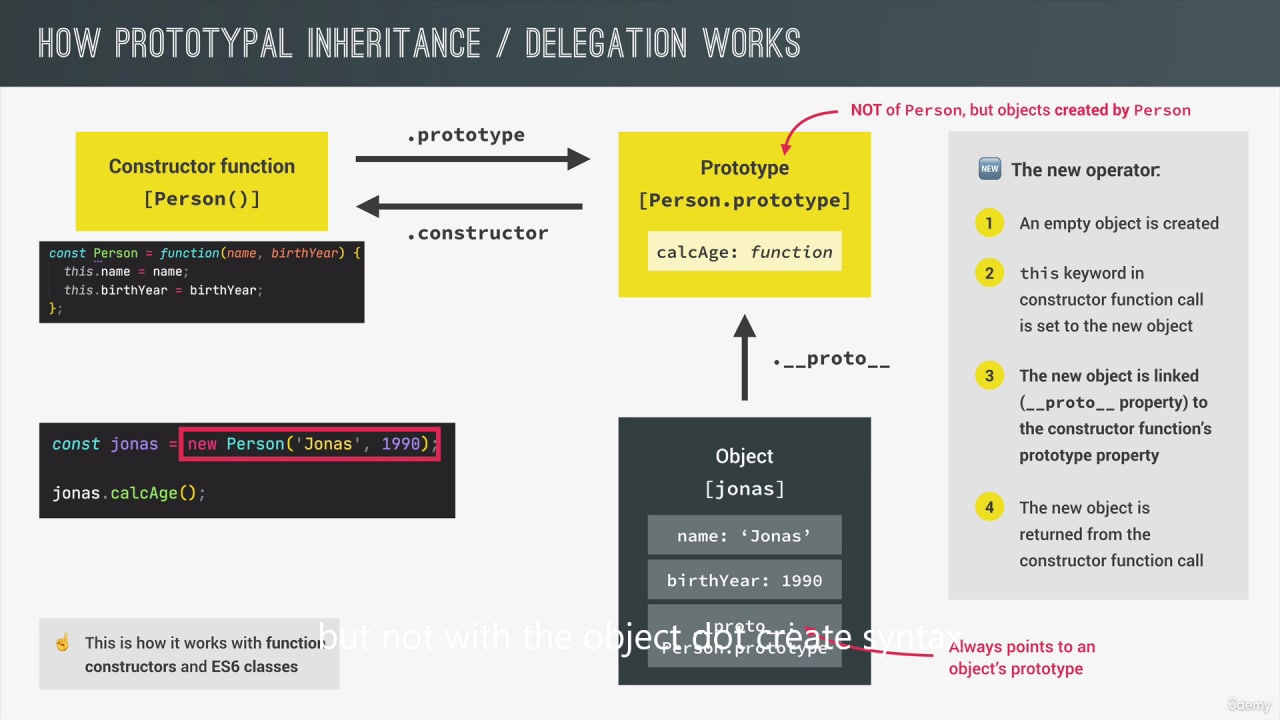 HOW PROTOTYPAL INHERITANCE / DELEGATION WORKS
Constructor function
[Person()]
const Person = function(name, birthYear) {
this.name = name;
this.birthYear = birthYear;
};
.prototype
.constructor
NOT of Person, but objects created by Person
Prototype
[Person.prototype]
calcAge: function
.__proto__
const jonas = new Person('Jonas', 1990);
jonas.calcAge();
Object
[jonas]
name: ‘Jonas’
birthYear: 1990
__proto__:
Person.prototype
Always points to an
object’s prototype
NEW The new operator:
1 An empty object is created
2 this keyword in
constructor function call
is set to the new object
3 The new object is linked
(__proto__ property) to
the constructor function’s
prototype property
4 The new object is
returned from the
constructor function call
☝️ This is how it works with function
constructors and ES6 classes
but not with the object dot create syntax
ûdemy